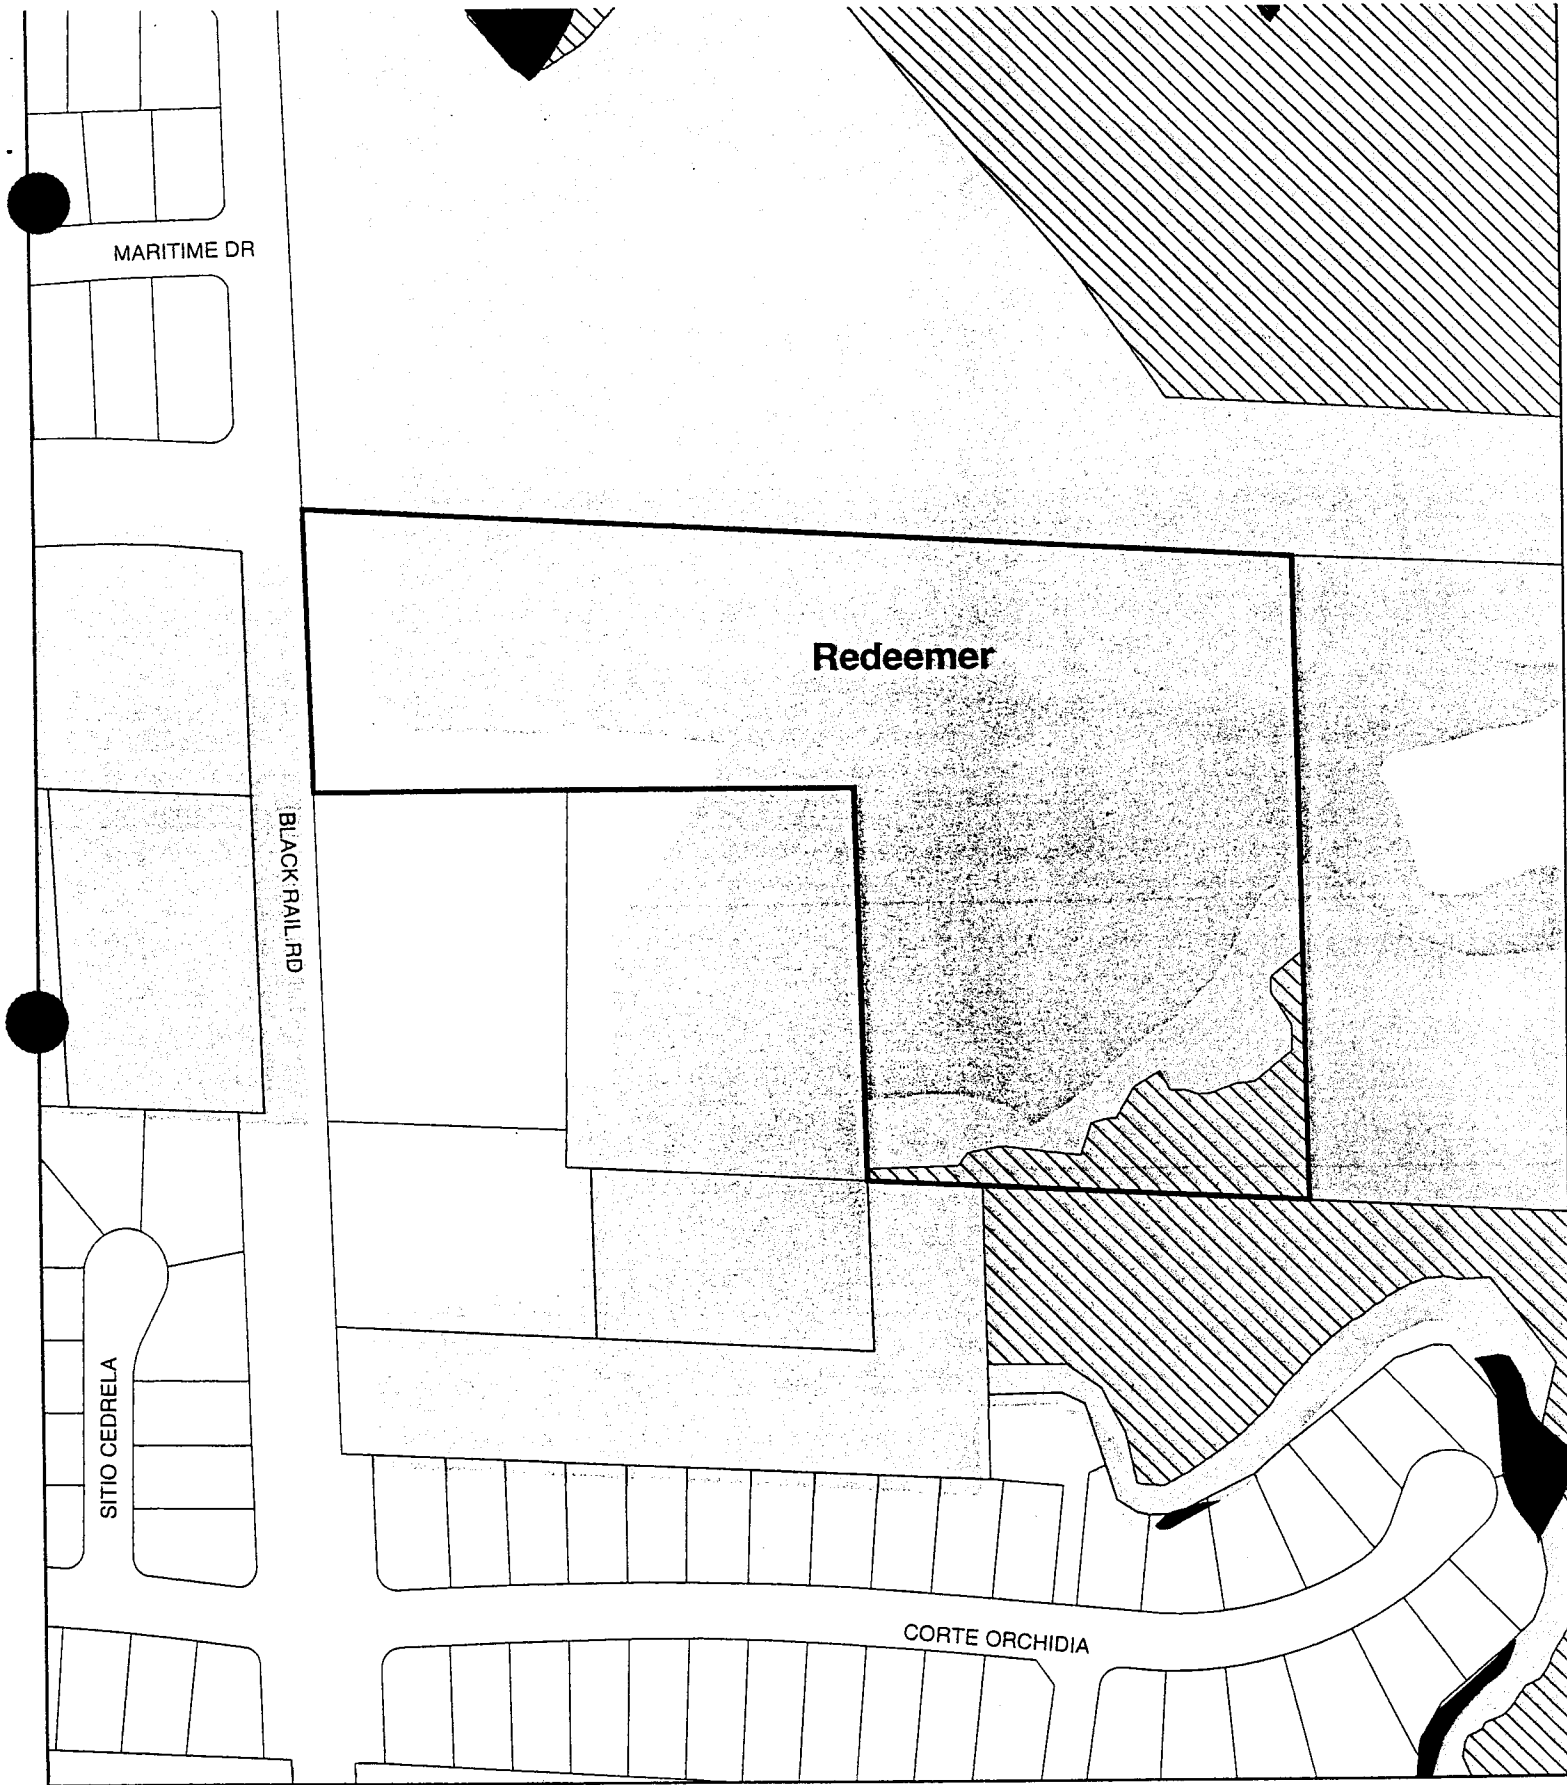 MARITIME DR
Redeemer
BLACK RAIL RD
SITIO CEDRELA
CORTE ORCHIDIA